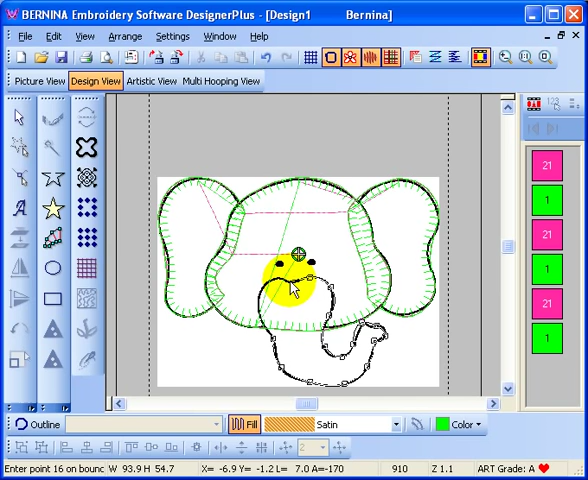 BERNINA Embroidery Software DesignerPlus - [Design1 Bernina]
File Edit View Arrange Settings Window Help
Picture View Design View Artistic View Multi Hooping View
21
1
21
1
21
1
Outline Fill Satin Color
2
Enter point 16 on bounc W 93.9 H 54.7 X= -6.9 Y= -1.2 L= 7.0 A=-170 910 Z 1.1 ART Grade: A